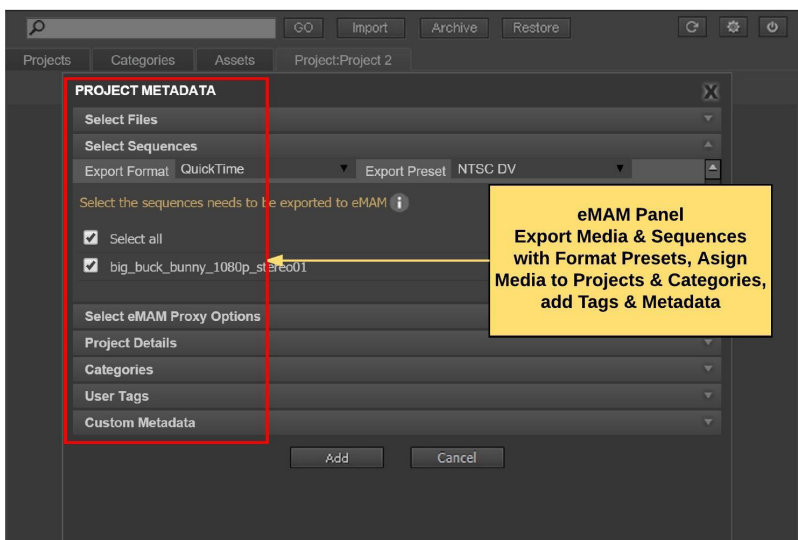 GO Import Archive Restore
Projects Categories Assets Project:Project 2
PROJECT METADATA
Select Files
Select Sequences
Export Format QuickTime Export Preset NTSC DV
Select the sequences needs to be exported to eMAM
Select all
big_buck_bunny_1080p_stereo01
eMAM Panel
Export Media & Sequences
with Format Presets, Asign
Media to Projects & Categories,
add Tags & Metadata
Select eMAM Proxy Options
Project Details
Categories
User Tags
Custom Metadata
Add Cancel